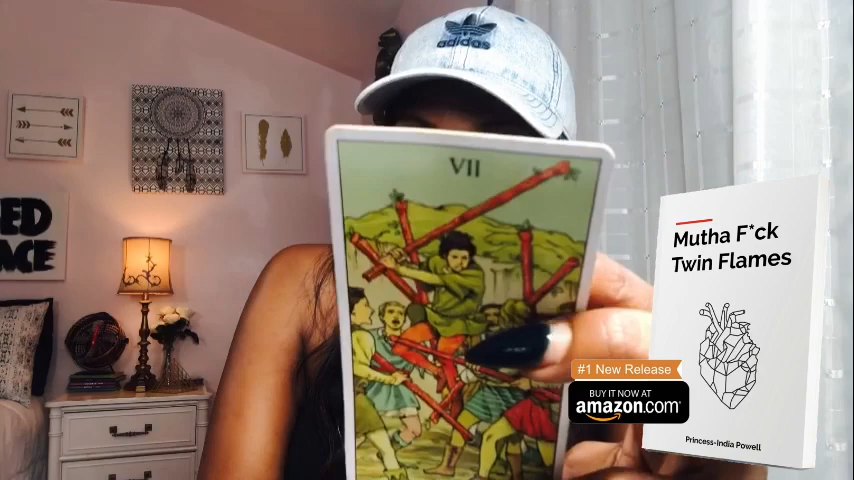 adidas
VII
ED
ACE
Mutha F*ck
Twin Flames
#1 New Release
BUY IT NOW AT
amazon.com
Princess-India Powell